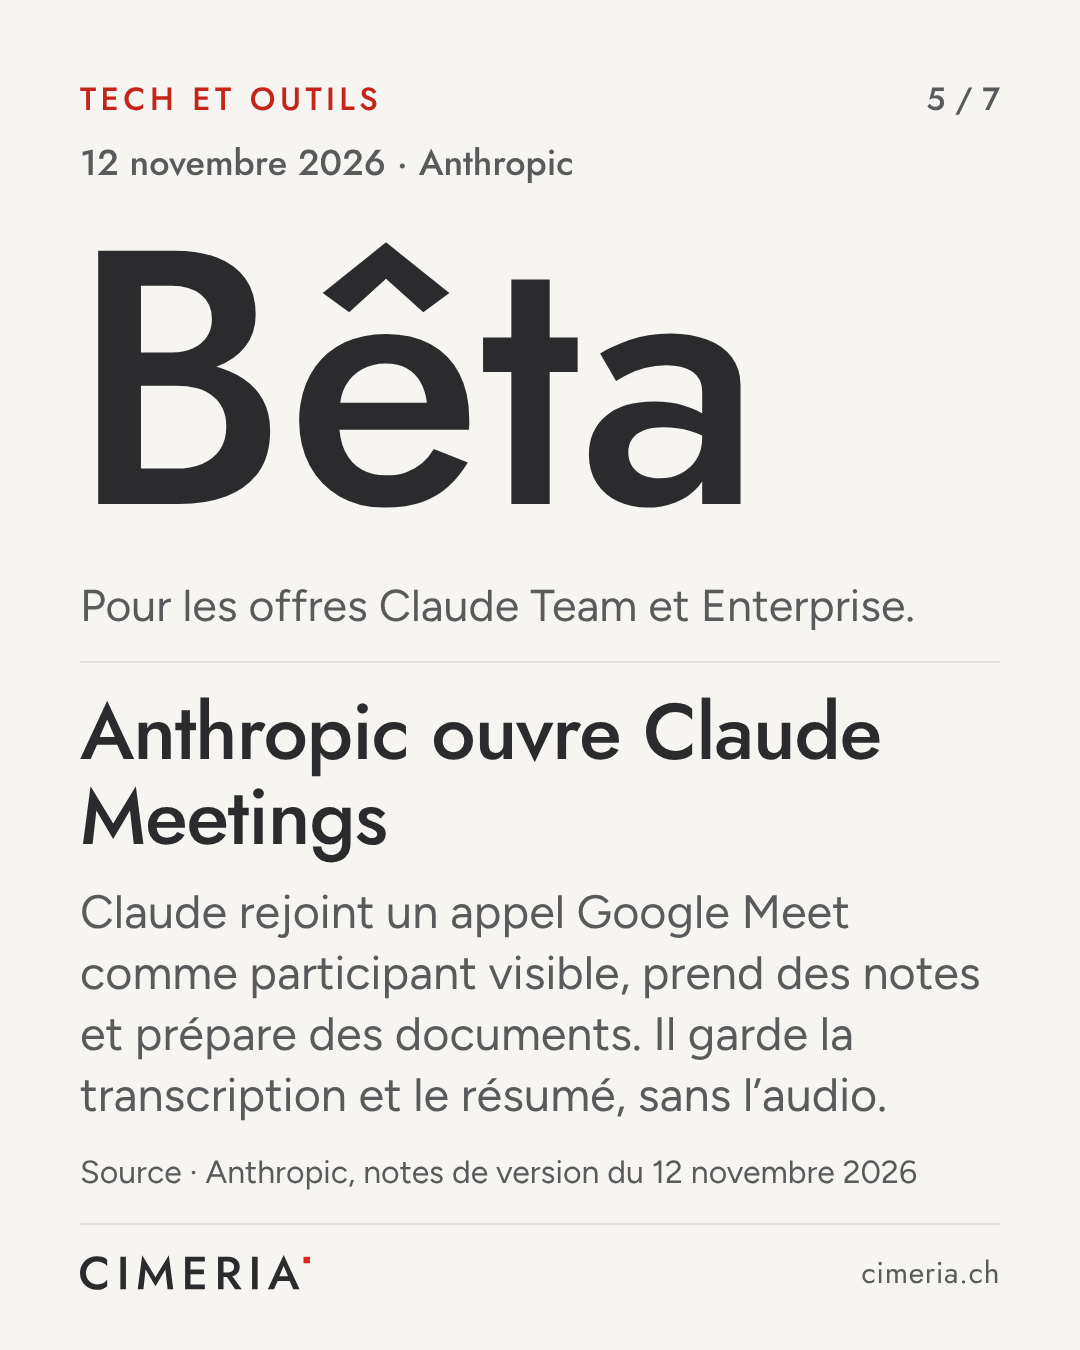 TECH ET OUTILS
5 / 7
12 novembre 2026 · Anthropic
Bêta
Pour les offres Claude Team et Enterprise.
Anthropic ouvre Claude
Meetings
Claude rejoint un appel Google Meet
comme participant visible, prend des notes
et prépare des documents. Il garde la
transcription et le résumé, sans l’audio.
Source · Anthropic, notes de version du 12 novembre 2026
CIMERIA
cimeria.ch